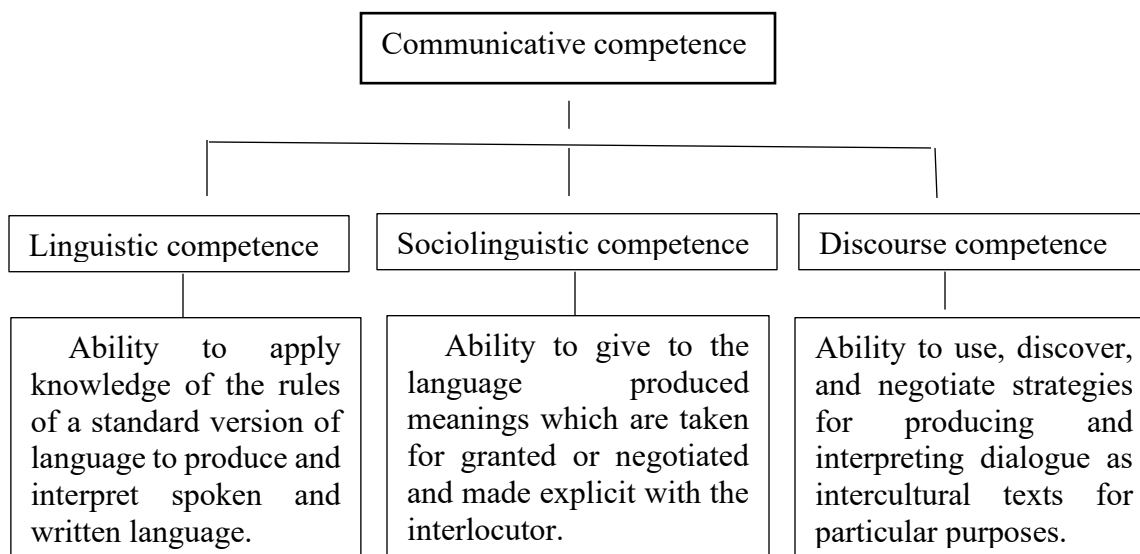 Communicative competence
Linguistic competence
Sociolinguistic competence
Discourse competence
Ability to apply
knowledge of the rules
of a standard version of
language to produce and
interpret spoken and
written language.
Ability to give to the
language produced
meanings which are taken
for granted or negotiated
and made explicit with the
interlocutor.
Ability to use, discover,
and negotiate strategies
for producing and
interpreting dialogue as
intercultural texts for
particular purposes.